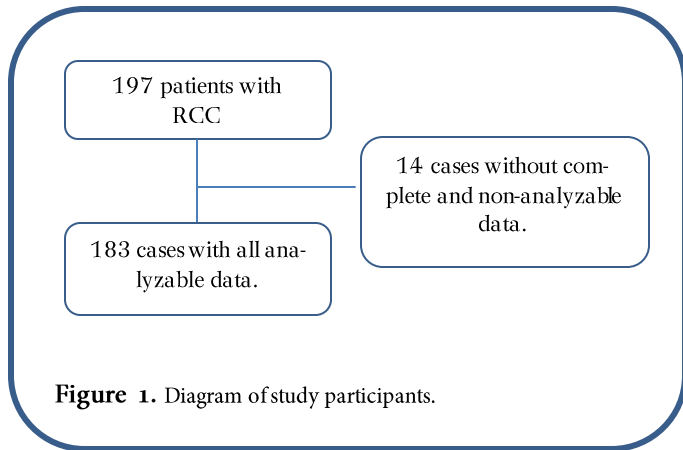 197 patients with
RCC
14 cases without com-
plete and non-analyzable
data.
183 cases with all ana-
lyzable data.
Figure 1. Diagram of study participants.